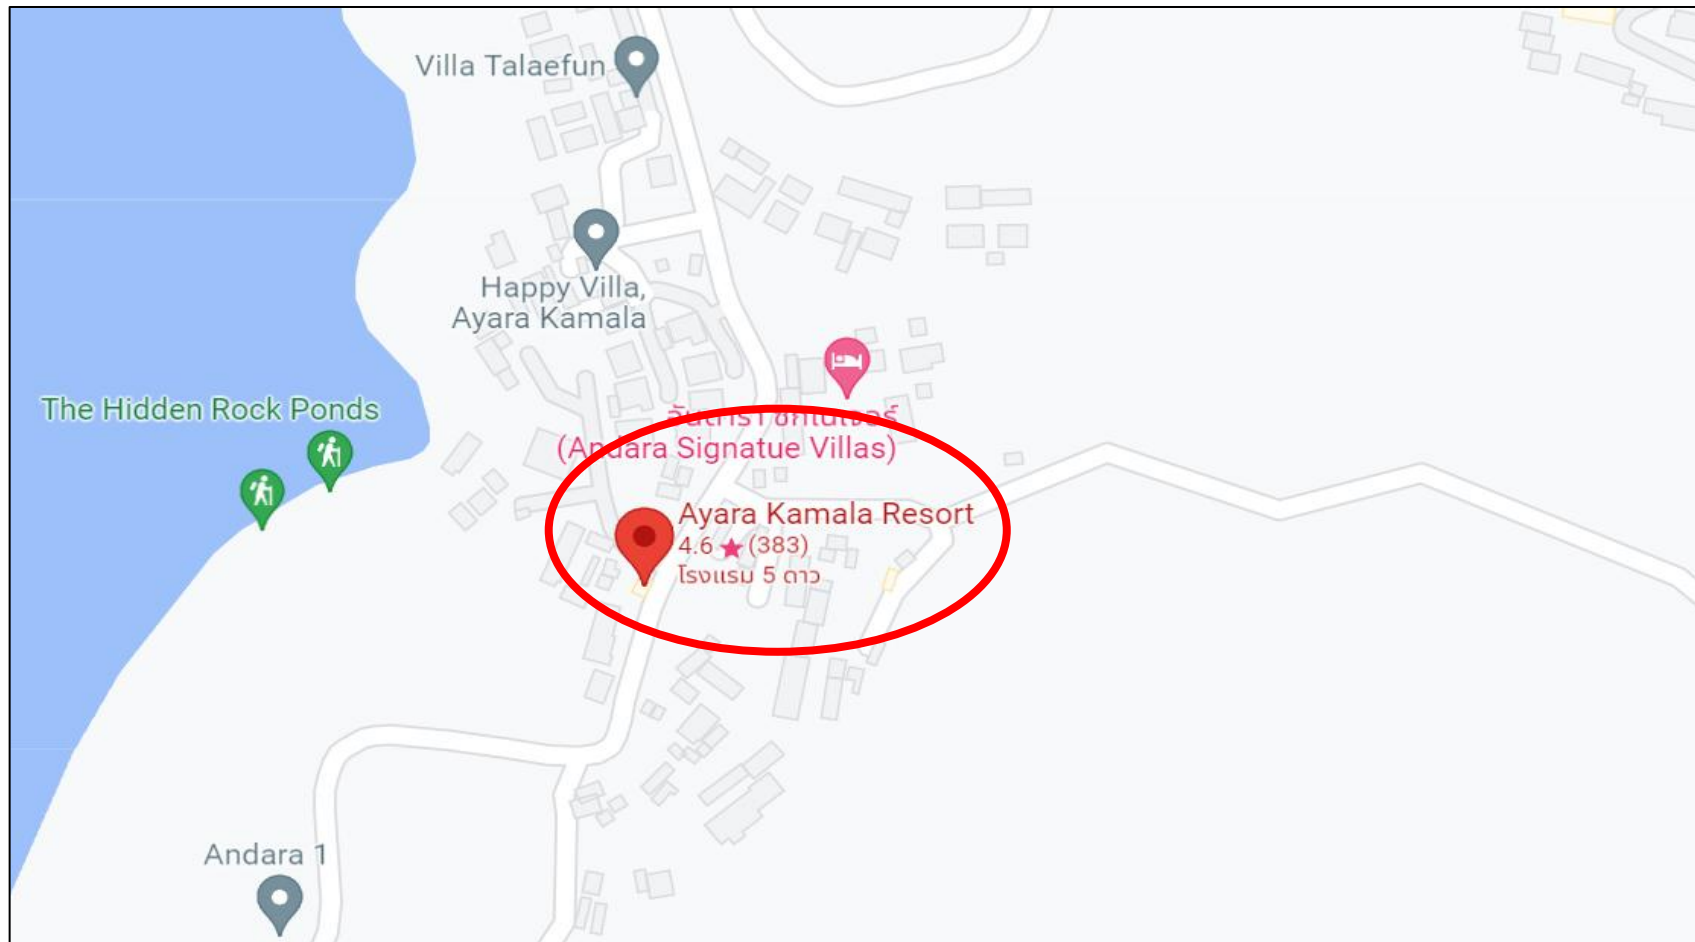 Villa Talaefun
Happy Villa,
Ayara Kamala
The Hidden Rock Ponds
(Andara Signatue Villas)
Ayara Kamala Resort
4.6 ★ (383)
โรงแรม 5 ดาว
Andara 1